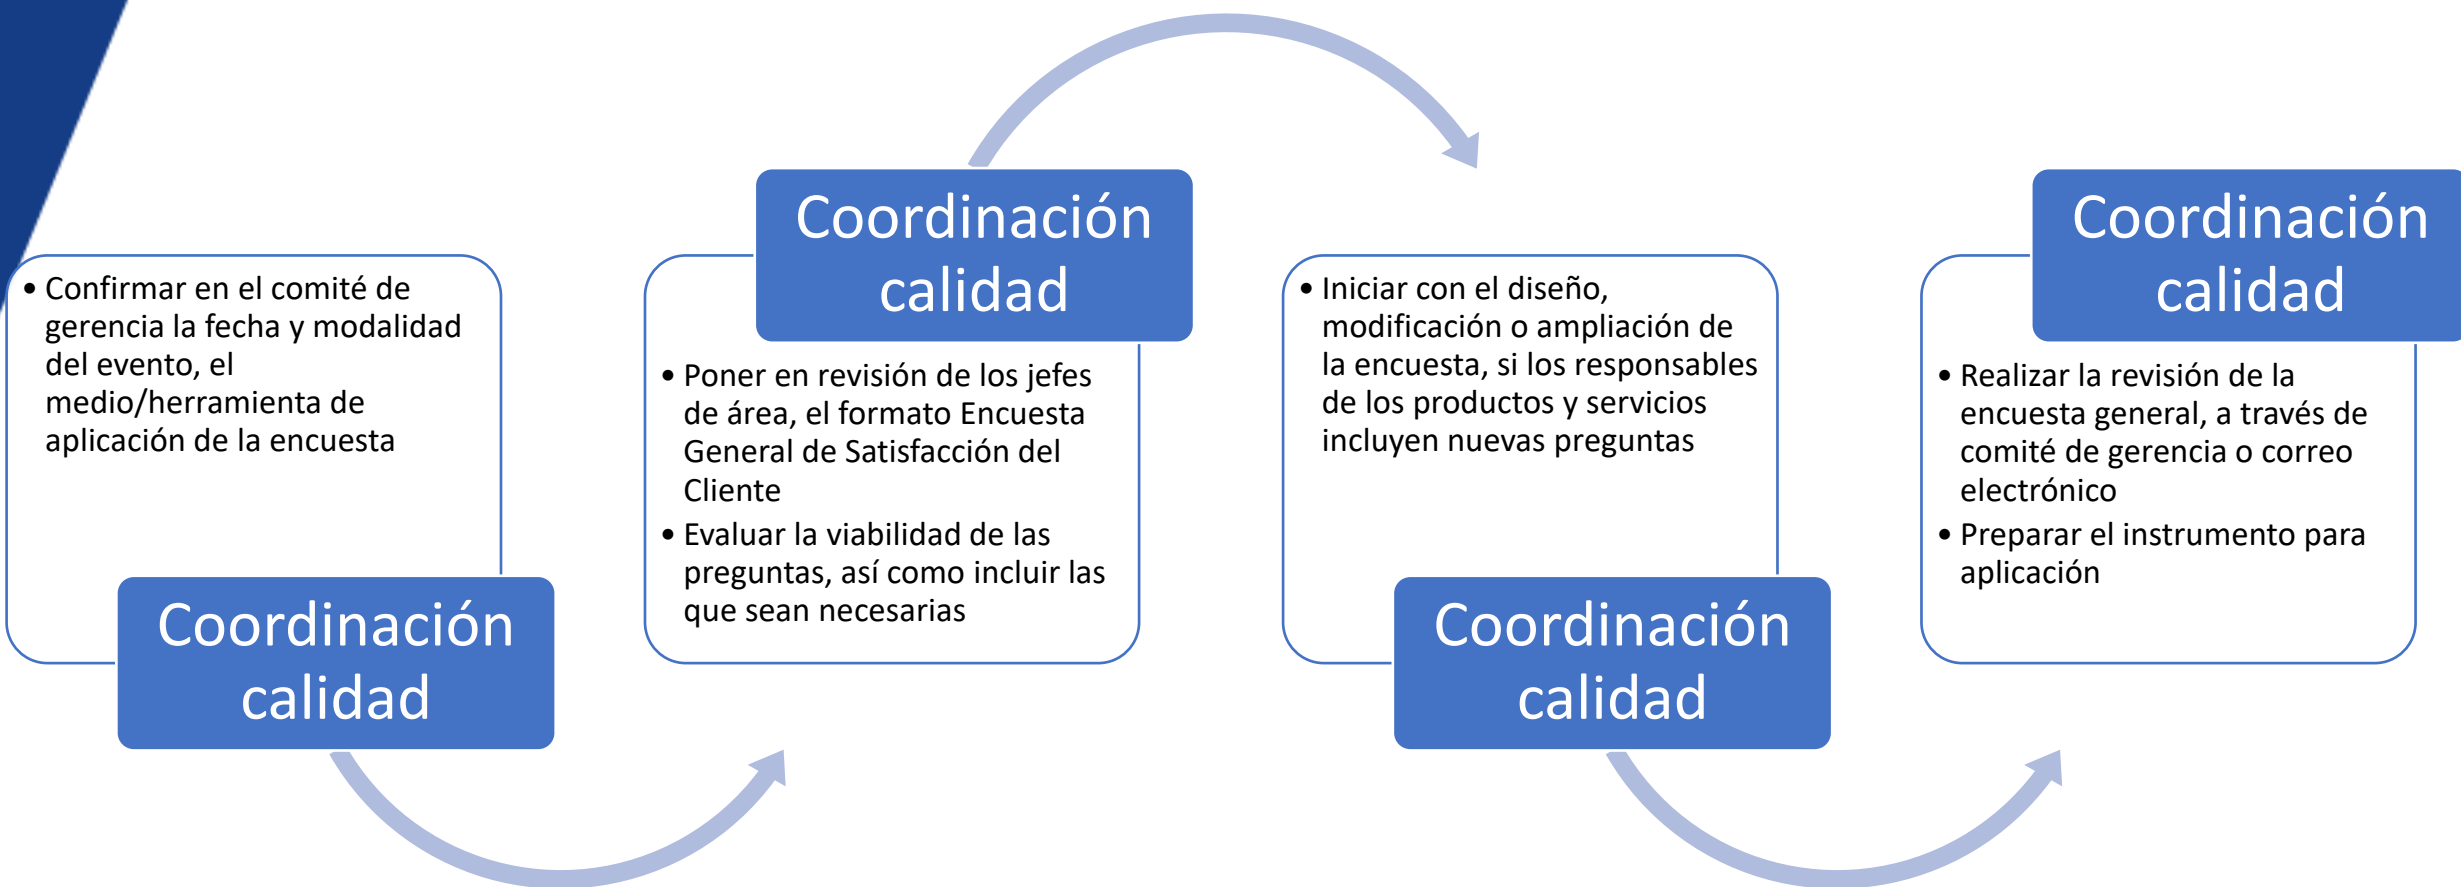 • Confirmar en el comité de
gerencia la fecha y modalidad
del evento, el
medio/herramienta de
aplicación de la encuesta
Coordinación
calidad
Coordinación
calidad
• Poner en revisión de los jefes
de área, el formato Encuesta
General de Satisfacción del
Cliente
• Evaluar la viabilidad de las
preguntas, así como incluir las
que sean necesarias
• Iniciar con el diseño,
modificación o ampliación de
la encuesta, si los responsables
de los productos y servicios
incluyen nuevas preguntas
Coordinación
calidad
Coordinación
calidad
• Realizar la revisión de la
encuesta general, a través de
comité de gerencia o correo
electrónico
• Preparar el instrumento para
aplicación